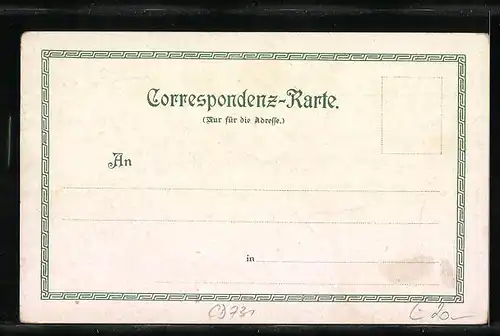 Correspondenz-Karte.
(Nur für die Adresse.)
An
in